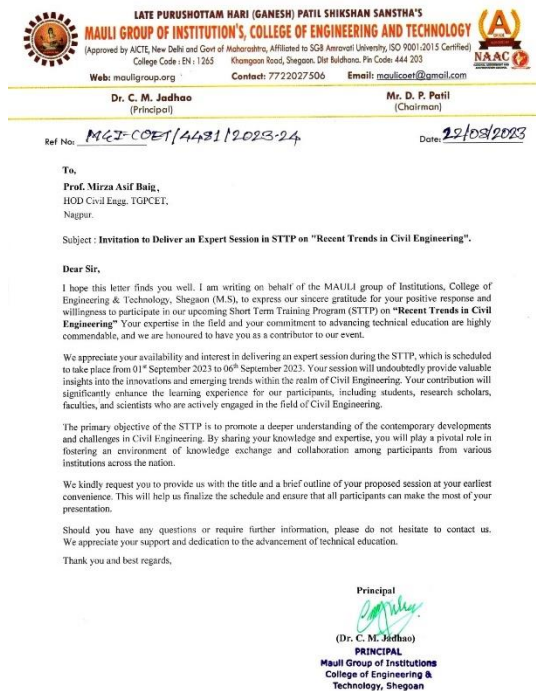 LATE PURUSHOTTAM HARI (GANESH) PATIL SHIKSHAN SANSTHA'S
MAULI GROUP OF INSTITUTION'S, COLLEGE OF ENGINEERING AND TECHNOLOGY
(Approved by AICTE, New Delhi and Govt of Maharashtra, Affiliated to SGB Amravati University, ISO 9001:2015 Certified)
College Code : EN : 1265 Khamgaon Road, Shegaon. Dist Buldhana. Pin Code: 444 203
A
NAAC
Web: mauligroup.org Contact: 7722027506 Email: maulicoet@gmail.com
Dr. C. M. Jadhao
(Principal)
Mr. D. P. Patil
(Chairman)
Ref No: MGI-COET/4481/2023-24 Date: 22/08/2023
To,
Prof. Mirza Asif Baig,
HOD Civil Engg. TGPCET,
Nagpur.
Subject : Invitation to Deliver an Expert Session in STTP on "Recent Trends in Civil Engineering".
Dear Sir,
I hope this letter finds you well. I am writing on behalf of the MAULI group of Institutions, College of
Engineering & Technology, Shegaon (M.S), to express our sincere gratitude for your positive response and
willingness to participate in our upcoming Short Term Training Program (STTP) on "Recent Trends in Civil
Engineering" Your expertise in the field and your commitment to advancing technical education are highly
commendable, and we are honoured to have you as a contributor to our event.
We appreciate your availability and interest in delivering an expert session during the STTP, which is scheduled
to take place from 01st September 2023 to 06th September 2023. Your session will undoubtedly provide valuable
insights into the innovations and emerging trends within the realm of Civil Engineering. Your contribution will
significantly enhance the learning experience for our participants, including students, research scholars,
faculties, and scientists who are actively engaged in the field of Civil Engineering.
The primary objective of the STTP is to promote a deeper understanding of the contemporary developments
and challenges in Civil Engineering. By sharing your knowledge and expertise, you will play a pivotal role in
fostering an environment of knowledge exchange and collaboration among participants from various
institutions across the nation.
We kindly request you to provide us with the title and a brief outline of your proposed session at your earliest
convenience. This will help us finalize the schedule and ensure that all participants can make the most of your
presentation.
Should you have any questions or require further information, please do not hesitate to contact us.
We appreciate your support and dedication to the advancement of technical education.
Thank you and best regards,
Principal
(Dr. C. M. Jadhao)
PRINCIPAL
Mauli Group of Institutions
College of Engineering &
Technology, Shegoan